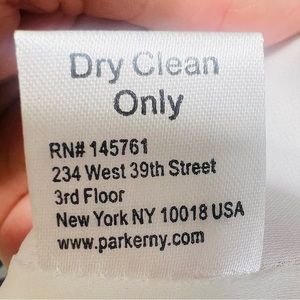 Dry Clean
Only
RN# 145761
234 West 39th Street
3rd Floor
New York NY 10018 USA
www.parkerny.com